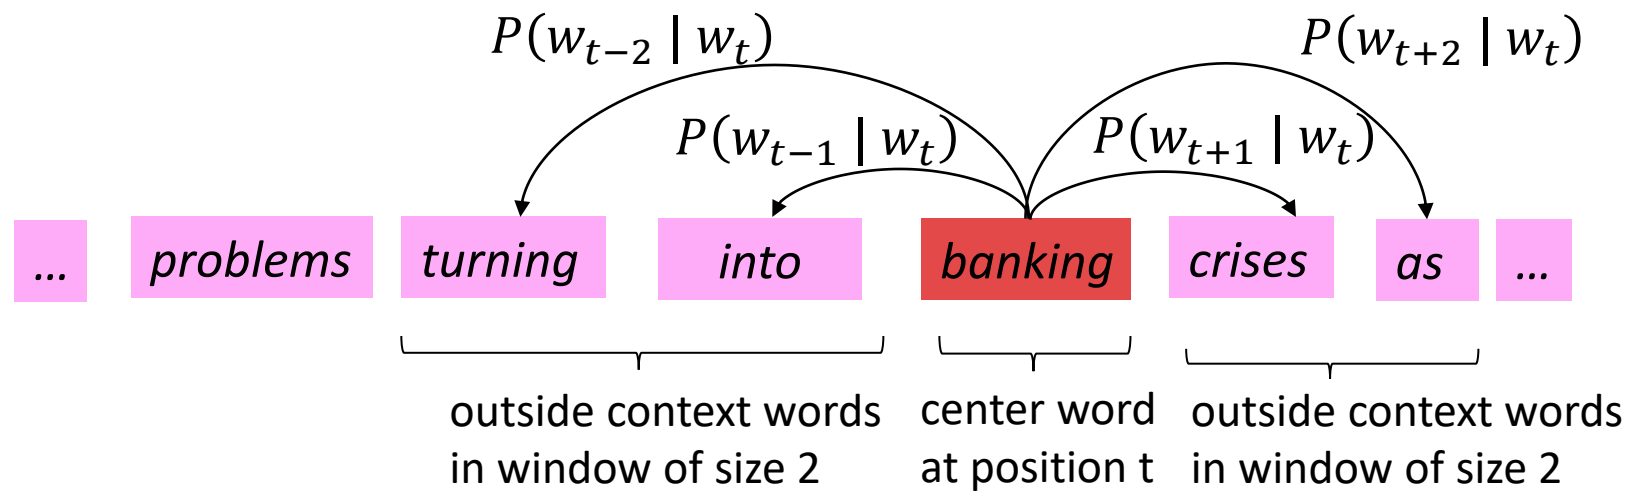 P(w_{t−2} | w_t) P(w_{t+2} | w_t)
P(w_{t−1} | w_t) P(w_{t+1} | w_t)
... problems turning into banking crises as ...
outside context words
in window of size 2
center word
at position t
outside context words
in window of size 2